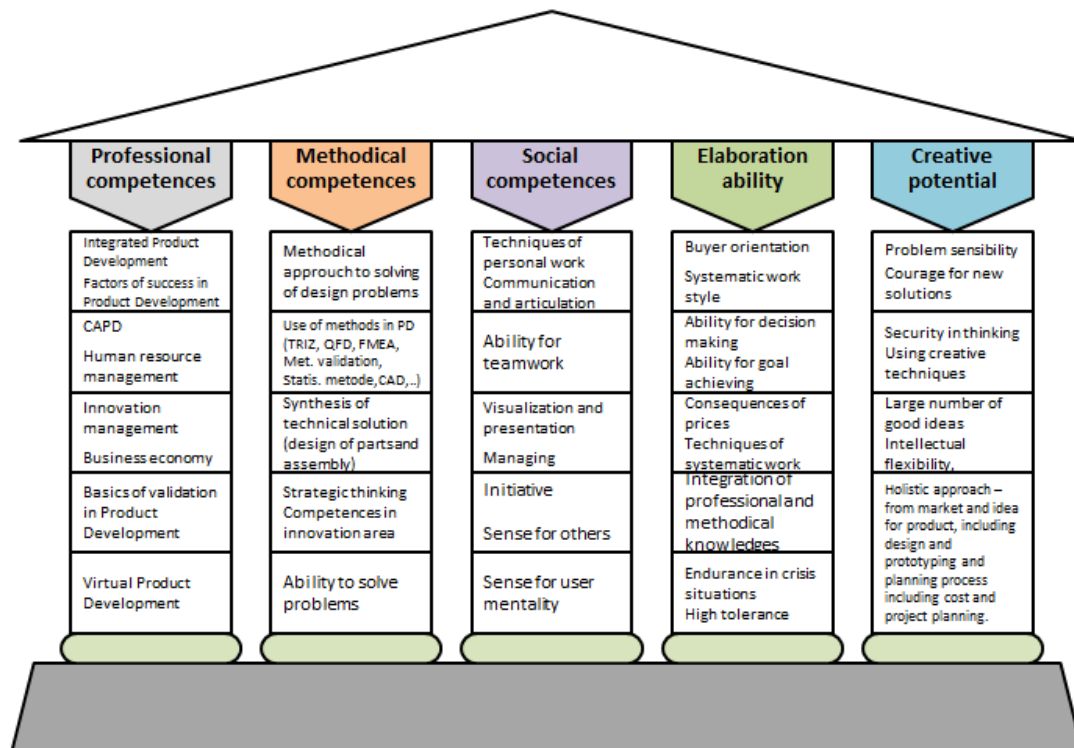 Professional
competences
Integrated Product
Development
Factors of success in
Product Development
CAPD
Human resource
management
Innovation
management
Business economy
Basics of validation
in Product
Development
Virtual Product
Development
Methodical
competences
Methodical
approuch to solving
of design problems
Use of methods in PD
(TRIZ, QFD, FMEA,
Met. validation,
Statis. metode,CAD,..)
Synthesis of
technical solution
(design of partsand
assembly)
Strategic thinking
Competences in
innovation area
Ability to solve
problems
Social
competences
Techniques of
personal work
Communication
and articulation
Ability for
teamwork
Visualization and
presentation
Managing
Initiative
Sense for others
Sense for user
mentality
Elaboration
ability
Buyer orientation
Systematic work
style
Ability for decision
making
Ability for goal
achieving
Consequences of
prices
Techniques of
systematic work
Integration of
professional and
methodical
knowledges
Endurance in crisis
situations
High tolerance
Creative
potential
Problem sensibility
Courage for new
solutions
Security in thinking
Using creative
techniques
Large number of
good ideas
Intellectual
flexibility,
Holistic approach –
from market and idea
for product, including
design and
prototyping and
planning process
including cost and
project planning.